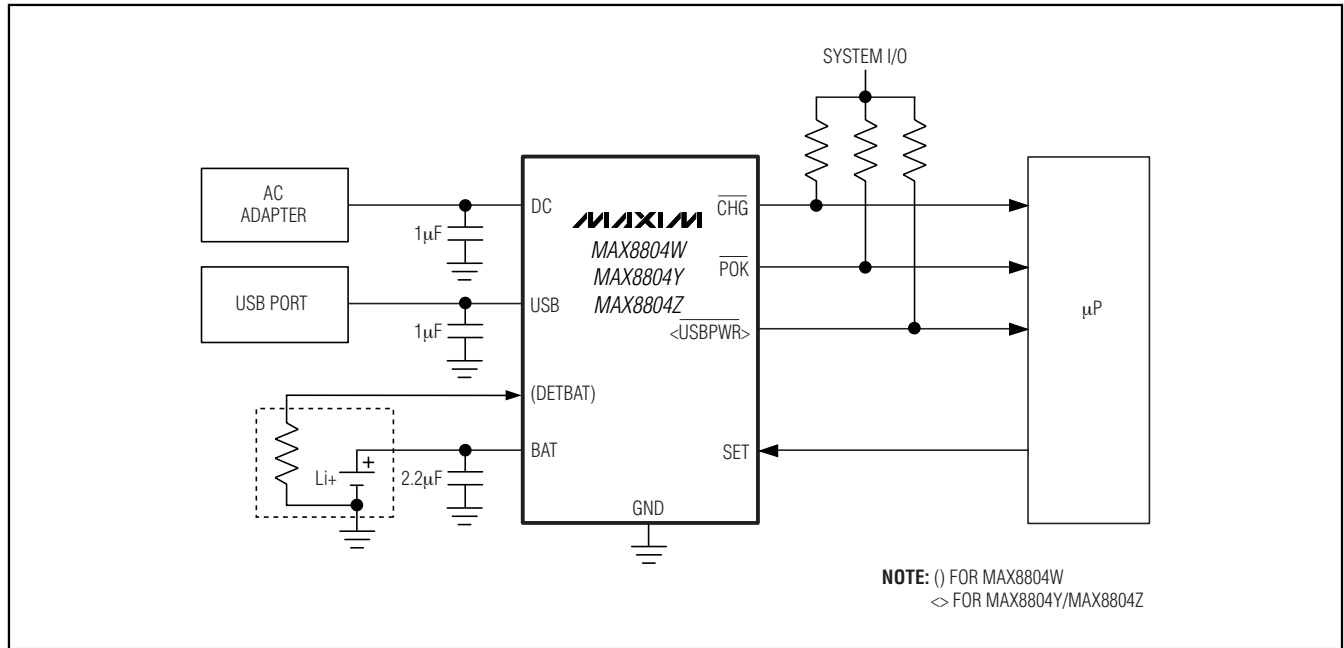 SYSTEM I/O
AC
ADAPTER
1μF
DC
MAXIM
MAX8804W
MAX8804Y
MAX8804Z
CHG
POK
<USBPWR>
USB PORT
1μF
USB
μP
(DETBAT)
Li+
+
2.2μF
BAT
SET
GND
NOTE: () FOR MAX8804W
<> FOR MAX8804Y/MAX8804Z